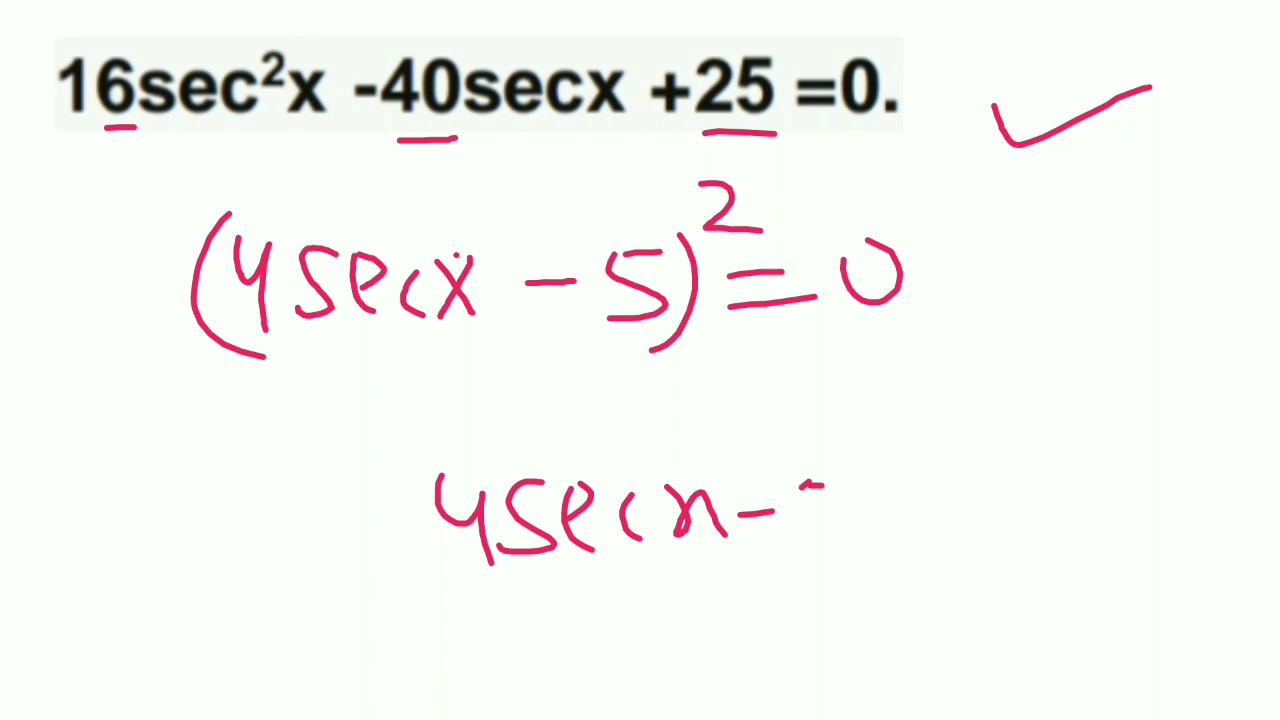 16sec²x -40secx +25 =0.
(4secx - 5)² = 0
4secx -